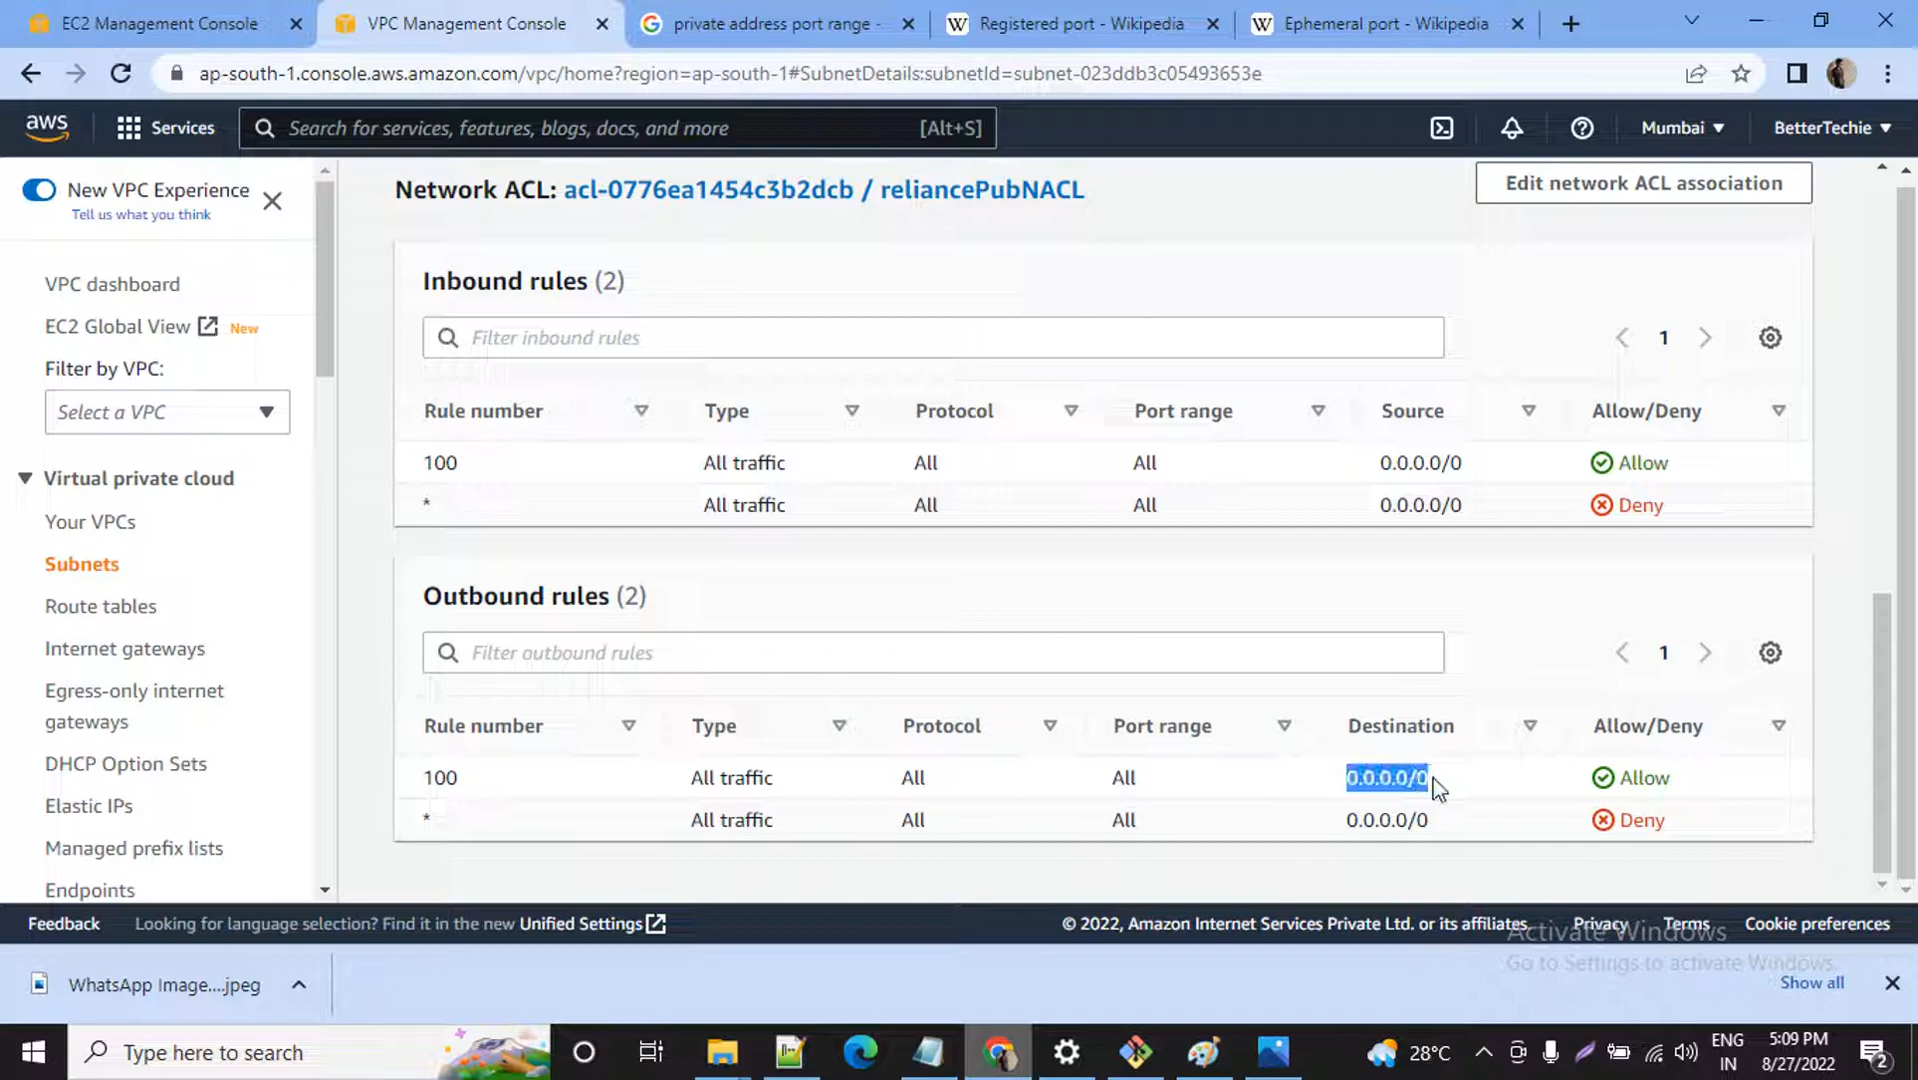 EC2 Management Console
VPC Management Console
private address port range -
Registered port - Wikipedia
Ephemeral port - Wikipedia
ap-south-1.console.aws.amazon.com/vpc/home?region=ap-south-1#SubnetDetails:subnetId=subnet-023ddb3c05493653e
aws
Services
Search for services, features, blogs, docs, and more
[Alt+S]
Mumbai
BetterTechie
New VPC Experience
Tell us what you think
VPC dashboard
EC2 Global View New
Filter by VPC:
Select a VPC
Virtual private cloud
Your VPCs
Subnets
Route tables
Internet gateways
Egress-only internet
gateways
DHCP Option Sets
Elastic IPs
Managed prefix lists
Endpoints
Network ACL: acl-0776ea1454c3b2dcb / reliancePubNACL
Edit network ACL association
Inbound rules (2)
Filter inbound rules
1
Rule number Type Protocol Port range Source Allow/Deny
100 All traffic All All 0.0.0.0/0 Allow
* All traffic All All 0.0.0.0/0 Deny
Outbound rules (2)
Filter outbound rules
1
Rule number Type Protocol Port range Destination Allow/Deny
100 All traffic All All 0.0.0.0/0 Allow
* All traffic All All 0.0.0.0/0 Deny
Feedback
Looking for language selection? Find it in the new Unified Settings
© 2022, Amazon Internet Services Private Ltd. or its affiliates.
Privacy
Terms
Cookie preferences
Activate Windows
Go to Settings to activate Windows.
WhatsApp Image....jpeg
Show all
Type here to search
28°C
ENG
IN
5:09 PM
8/27/2022
2